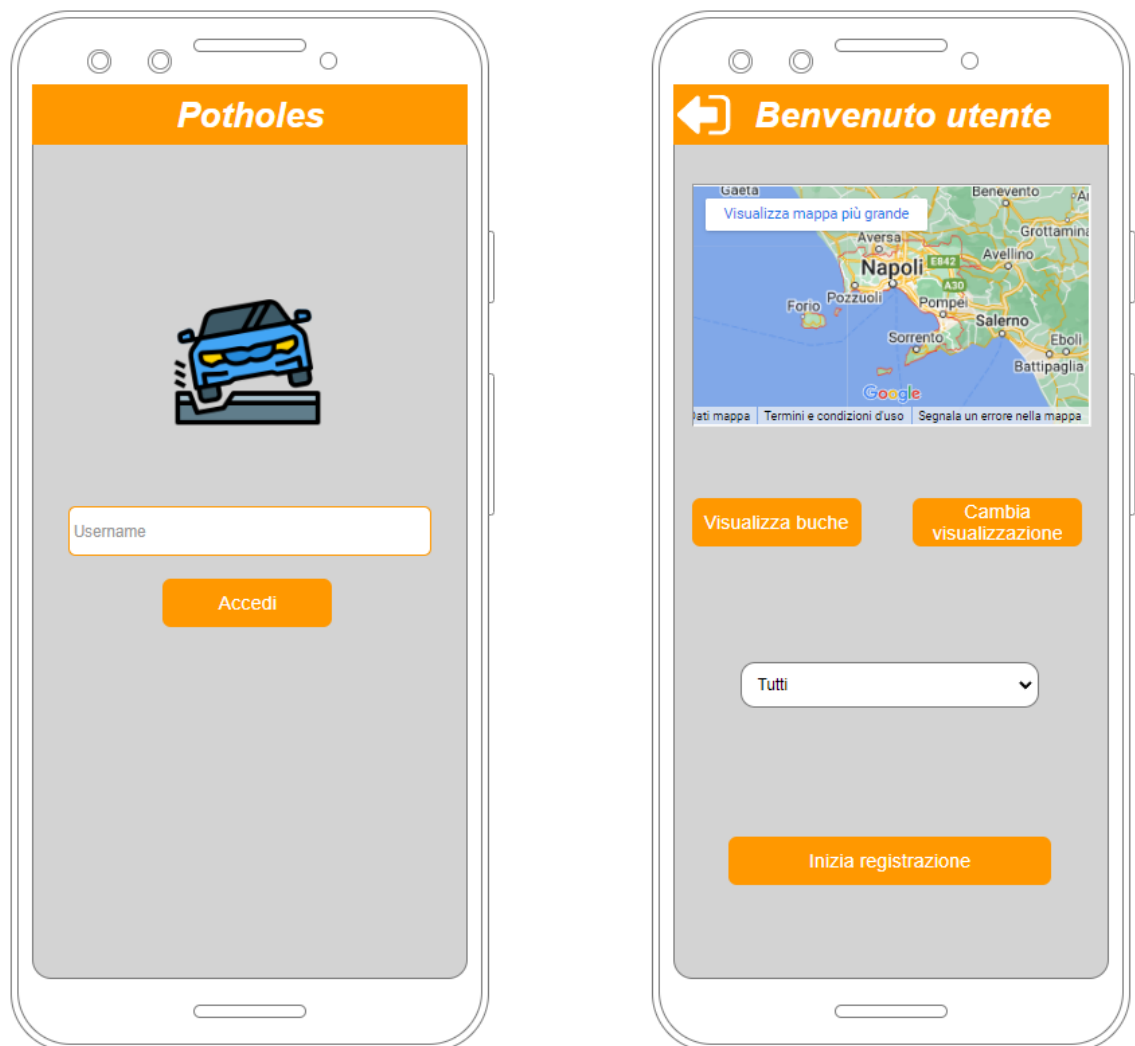 Potholes
Username
Accedi
Benvenuto utente
Gaeta
Benevento
Visualizza mappa più grande
Grottamina
Aversa
Avellino
E842
Napoli
A30
Pozzuoli
Pompei
Forio
Salerno
Sorrento
Eboli
Battipaglia
Google
Dati mappa Termini e condizioni d'uso Segnala un errore nella mappa
Visualizza buche
Cambia
visualizzazione
Tutti
Inizia registrazione